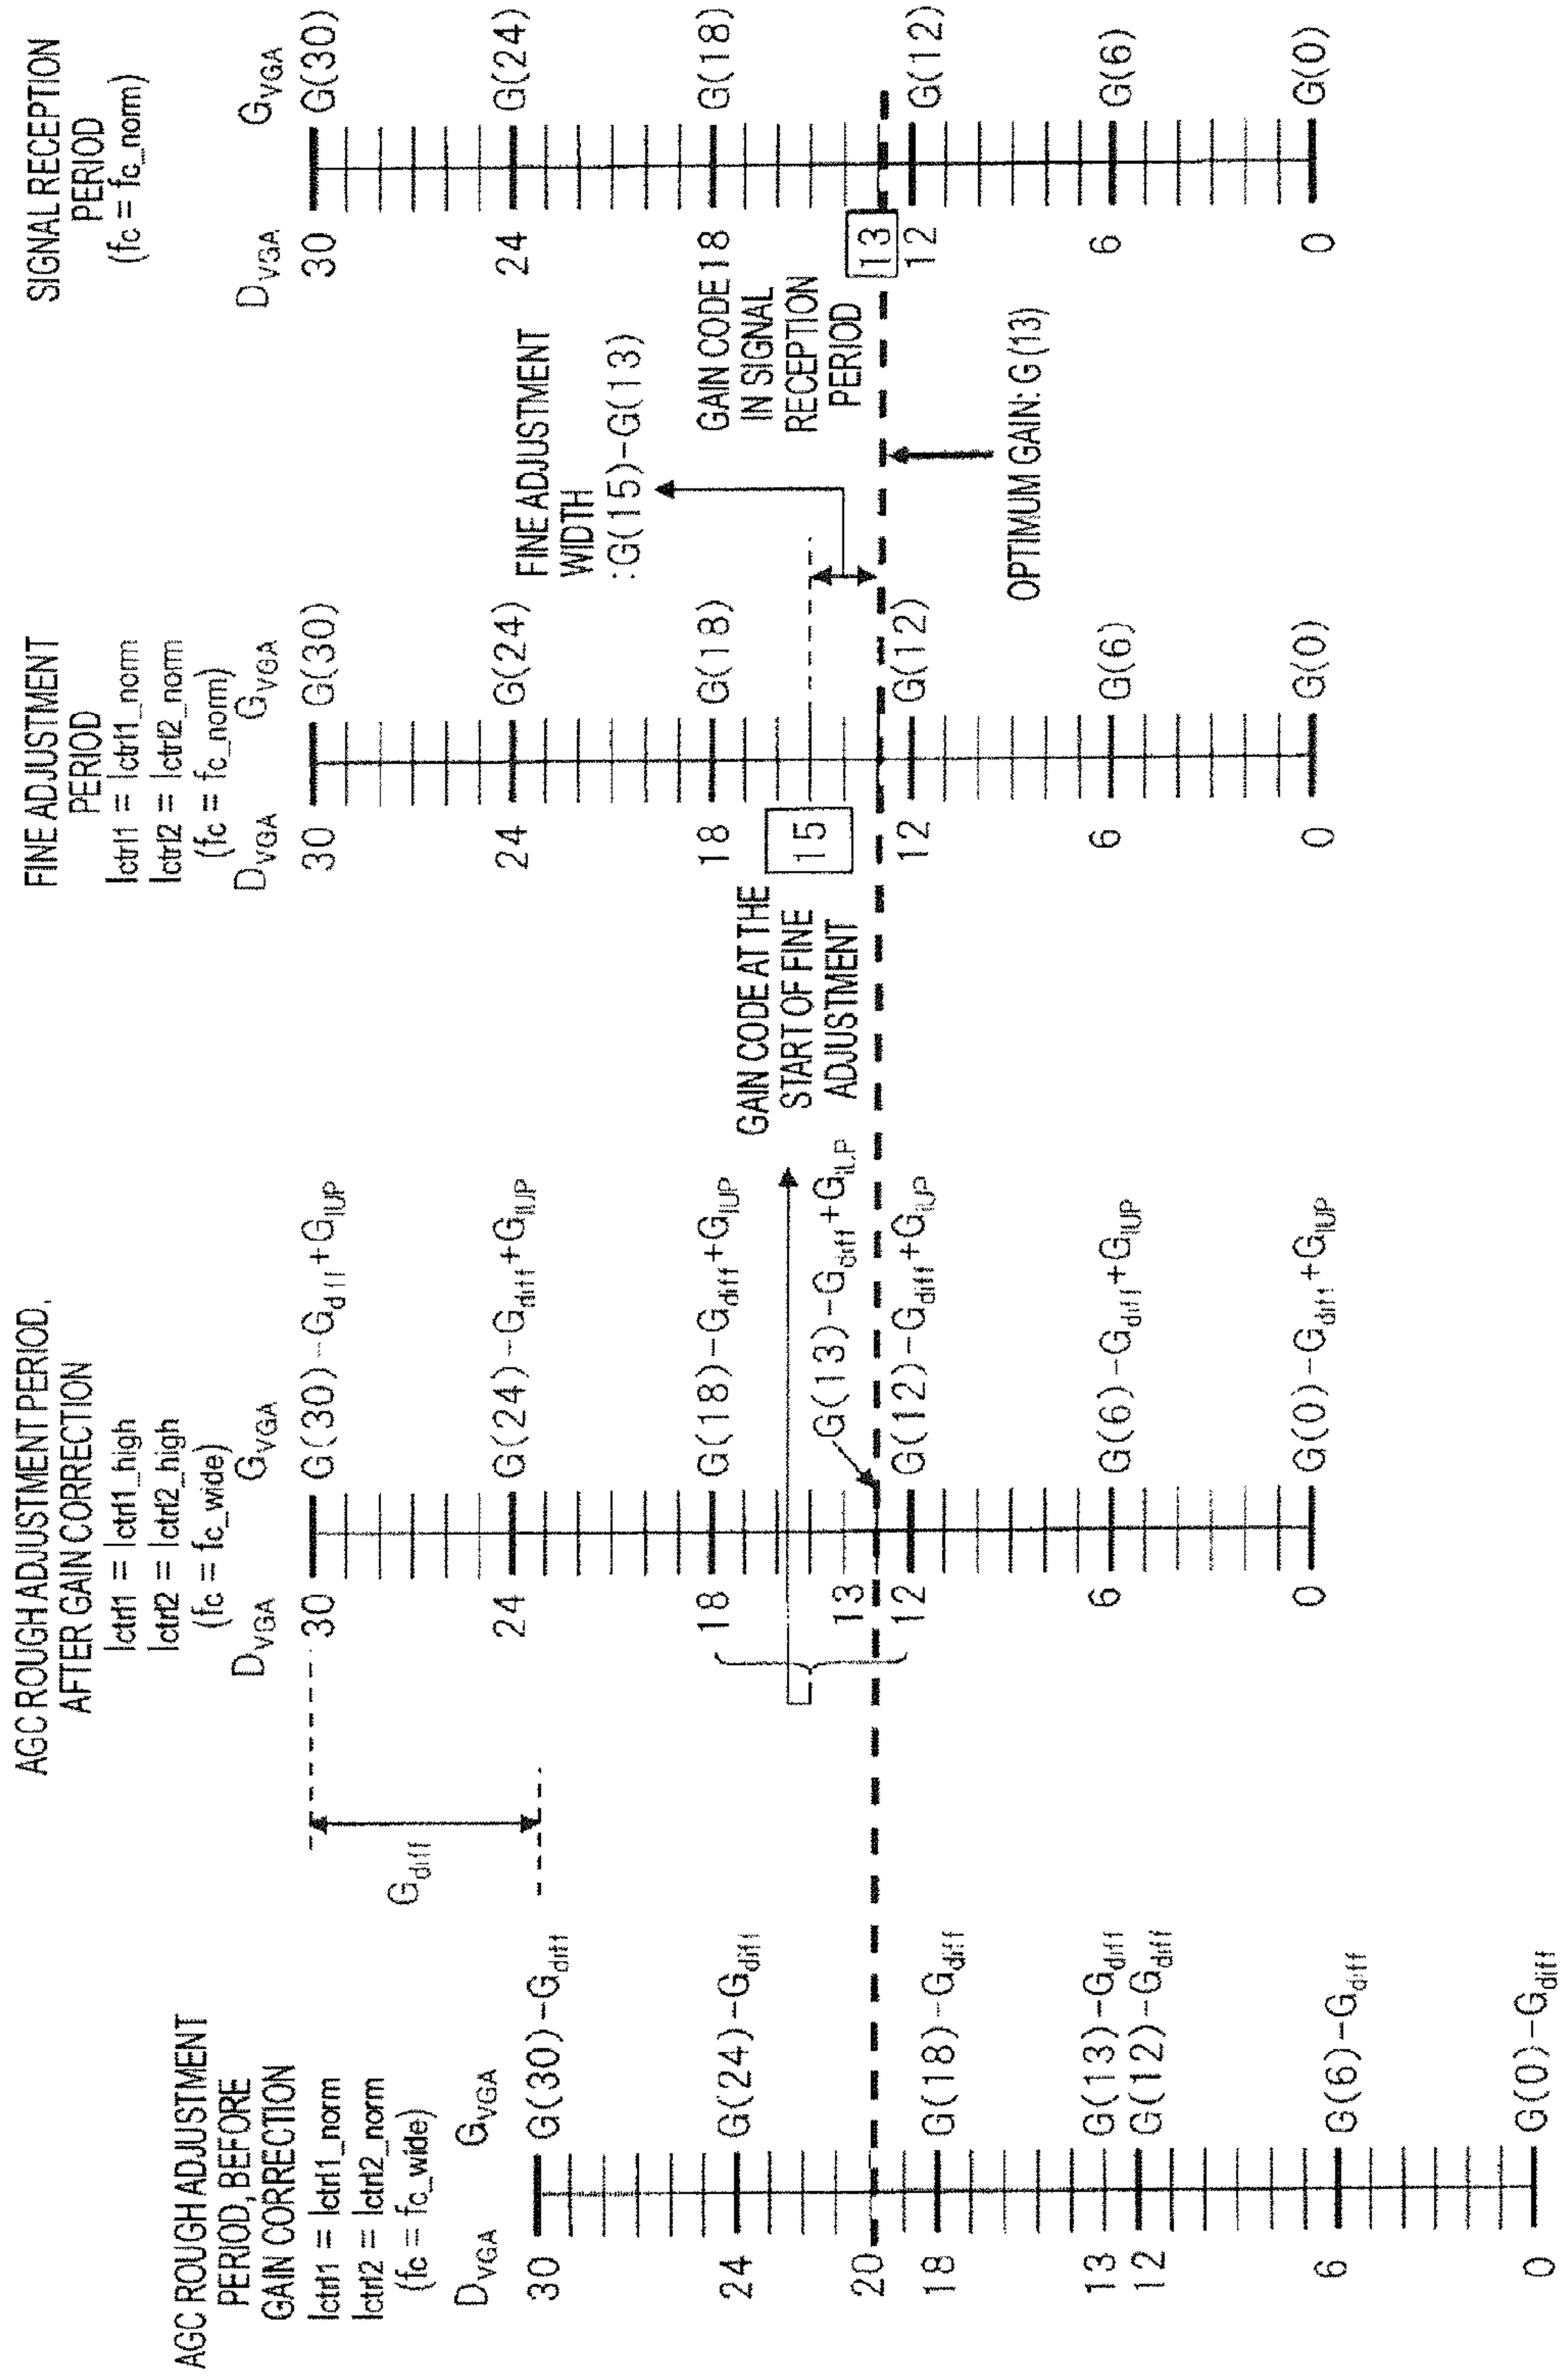 AGC ROUGH ADJUSTMENT
PERIOD, BEFORE
GAIN CORRECTION
Ictrl1 = Ictrl1_norm
Ictrl2 = Ictrl2_norm
(fc = fc_wide)
DVGA GVGA
30 G(30)-Gdiff
24 G(24)-Gdiff
20
18 G(18)-Gdiff
13 G(13)-Gdiff
12 G(12)-Gdiff
6 G(6)-Gdiff
0 G(0)-Gdiff
Gdiff
AGC ROUGH ADJUSTMENT PERIOD,
AFTER GAIN CORRECTION
Ictrl1 = Ictrl1_high
Ictrl2 = Ictrl2_high
(fc = fc_wide)
DVGA GVGA
30 G(30)-Gdiff+GIUP
24 G(24)-Gdiff+GIUP
18 G(18)-Gdiff+GIUP
13 G(13)-Gdiff+GIUP
12 G(12)-Gdiff+GIUP
6 G(6)-Gdiff+GIUP
0 G(0)-Gdiff+GIUP
GAIN CODE AT THE
START OF FINE
ADJUSTMENT
FINE ADJUSTMENT
PERIOD
Ictrl1 = Ictrl1_norm
Ictrl2 = Ictrl2_norm
(fc = fc_norm)
DVGA GVGA
30 G(30)
24 G(24)
18 G(18)
15
12 G(12)
6 G(6)
0 G(0)
FINE ADJUSTMENT
WIDTH
:G(15)-G(13)
OPTIMUM GAIN: G(13)
GAIN CODE
IN SIGNAL
RECEPTION
PERIOD
SIGNAL RECEPTION
PERIOD
(fc = fc_norm)
DVGA GVGA
30 G(30)
24 G(24)
18 G(18)
13
12 G(12)
6 G(6)
0 G(0)